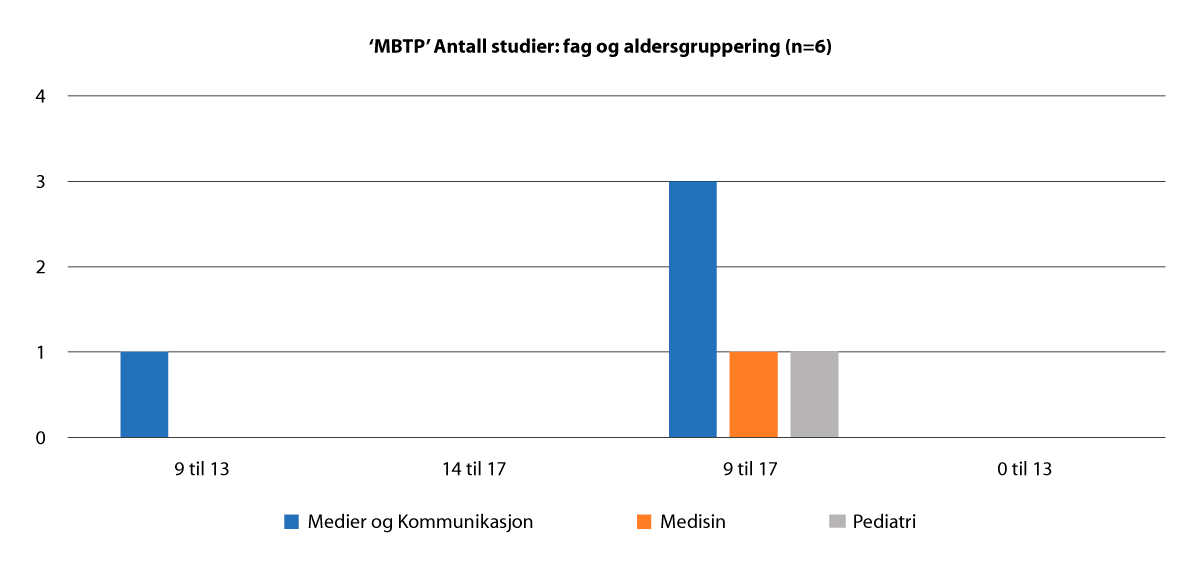 ‘MBTP’ Antall studier: fag og aldersgruppering (n=6)
4
3
2
1
0
9 til 13 14 til 17 9 til 17 0 til 13
Medier og Kommunikasjon Medisin Pediatri